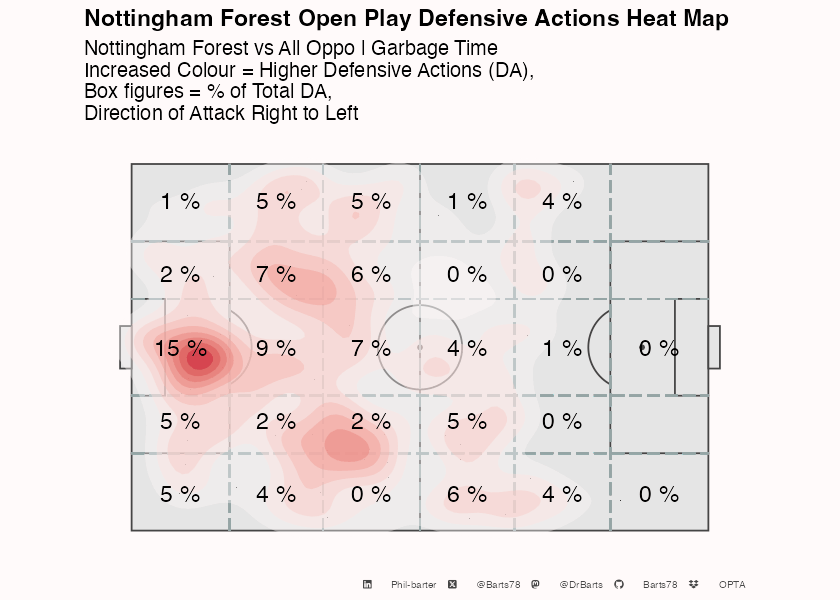 Nottingham Forest Open Play Defensive Actions Heat Map
Nottingham Forest vs All Oppo | Garbage Time
Increased Colour = Higher Defensive Actions (DA),
Box figures = % of Total DA,
Direction of Attack Right to Left
1 % 5 % 5 % 1 % 4 %
2 % 7 % 6 % 0 % 0 %
15 % 9 % 7 % 4 % 1 % 0 %
5 % 2 % 2 % 5 % 0 %
5 % 4 % 0 % 6 % 4 % 0 %
Phil-barter @Barts78 @DrBarts Barts78 OPTA